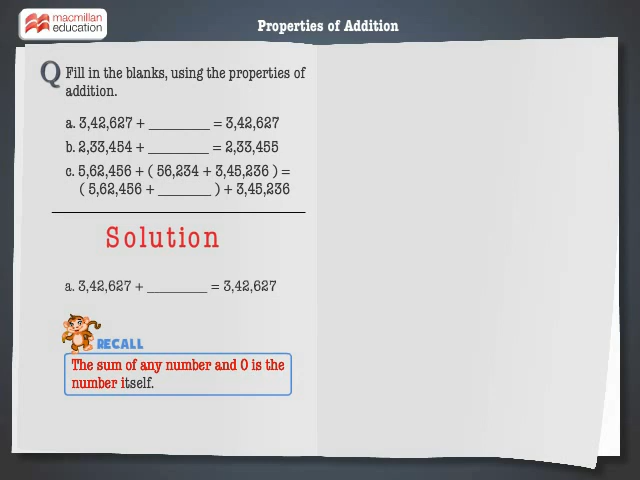 macmillan
education
Properties of Addition
Q Fill in the blanks, using the properties of
addition.
a. 3,42,627 + ________ = 3,42,627
b. 2,33,454 + ________ = 2,33,455
c. 5,62,456 + ( 56,234 + 3,45,236 ) =
( 5,62,456 + _______ ) + 3,45,236
Solution
a. 3,42,627 + ________ = 3,42,627
RECALL
The sum of any number and 0 is the
number itself.